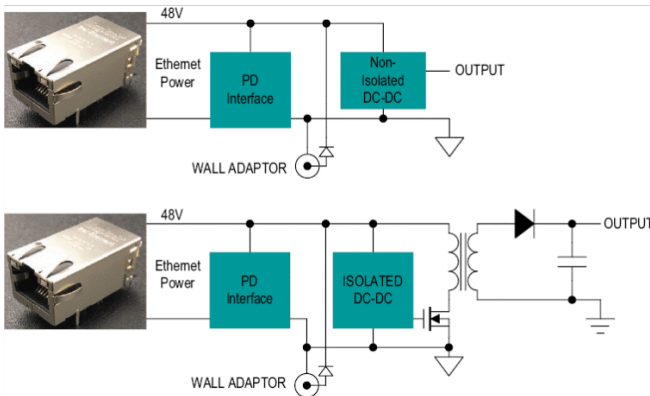 48V
Ethernet
Power
PD
Interface
Non-
Isolated
DC-DC
OUTPUT
WALL ADAPTOR
48V
Ethernet
Power
PD
Interface
ISOLATED
DC-DC
OUTPUT
WALL ADAPTOR